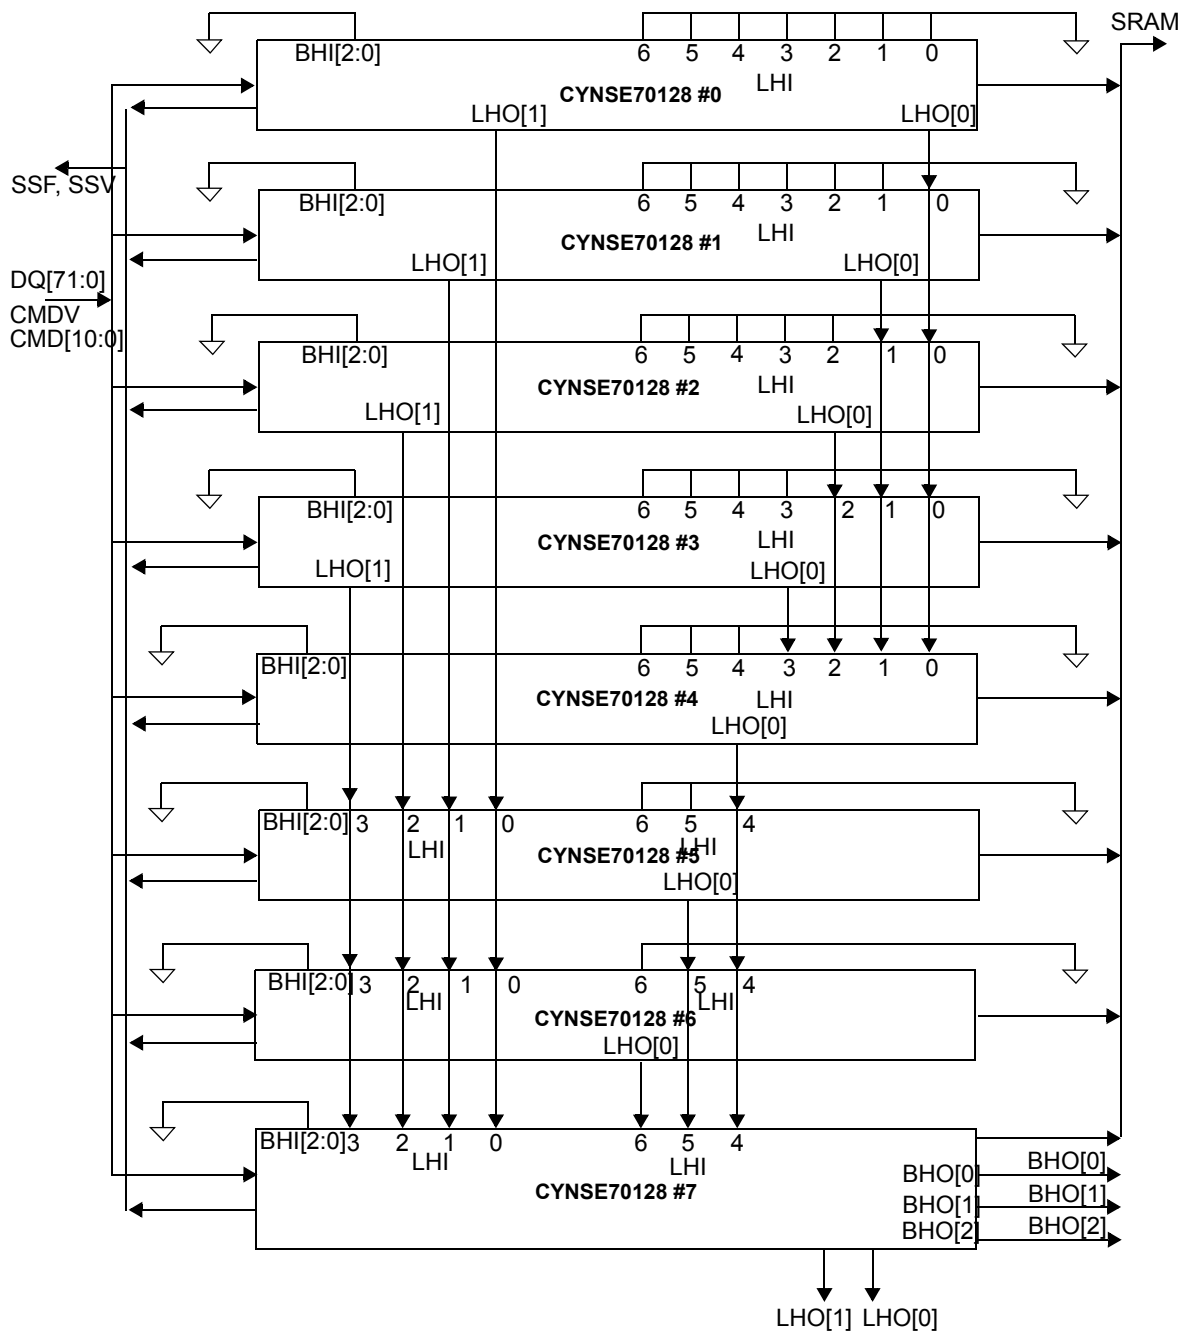 SRAM
BHI[2:0] 6 5 4 3 2 1 0
LHI
CYNSE70128 #0
LHO[1] LHO[0]
SSF, SSV
BHI[2:0] 6 5 4 3 2 1 0
LHI
CYNSE70128 #1
LHO[1] LHO[0]
DQ[71:0]
CMDV
CMD[10:0]
BHI[2:0] 6 5 4 3 2 1 0
LHI
CYNSE70128 #2
LHO[1] LHO[0]
BHI[2:0] 6 5 4 3 2 1 0
LHI
CYNSE70128 #3
LHO[1] LHO[0]
BHI[2:0] 6 5 4 3 2 1 0
LHI
CYNSE70128 #4
LHO[0]
BHI[2:0] 3 2 1 0 6 5 4
LHI LHI
CYNSE70128 #5
LHO[0]
BHI[2:0] 3 2 1 0 6 5 4
LHI LHI
CYNSE70128 #6
LHO[0]
BHI[2:0] 3 2 1 0 6 5 4
LHI LHI
CYNSE70128 #7
BHO[0] BHO[0]
BHO[1] BHO[1]
BHO[2] BHO[2]
LHO[1] LHO[0]